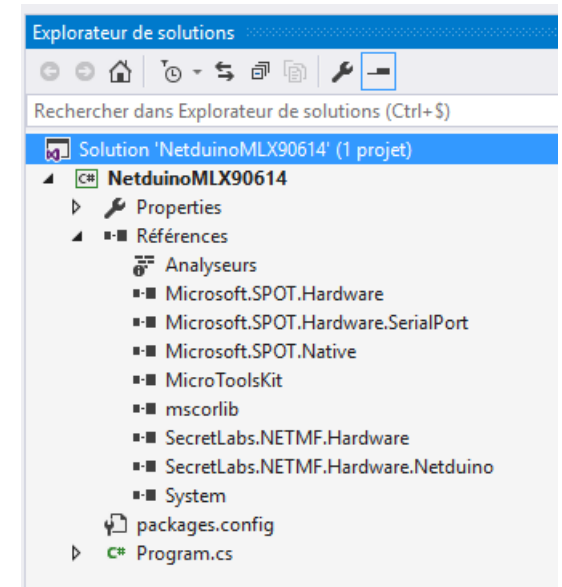 Explorateur de solutions
Rechercher dans Explorateur de solutions (Ctrl+$)
Solution 'NetduinoMLX90614' (1 projet)
C# NetduinoMLX90614
Properties
Références
Analyseurs
Microsoft.SPOT.Hardware
Microsoft.SPOT.Hardware.SerialPort
Microsoft.SPOT.Native
MicroToolsKit
mscorlib
SecretLabs.NETMF.Hardware
SecretLabs.NETMF.Hardware.Netduino
System
packages.config
C# Program.cs